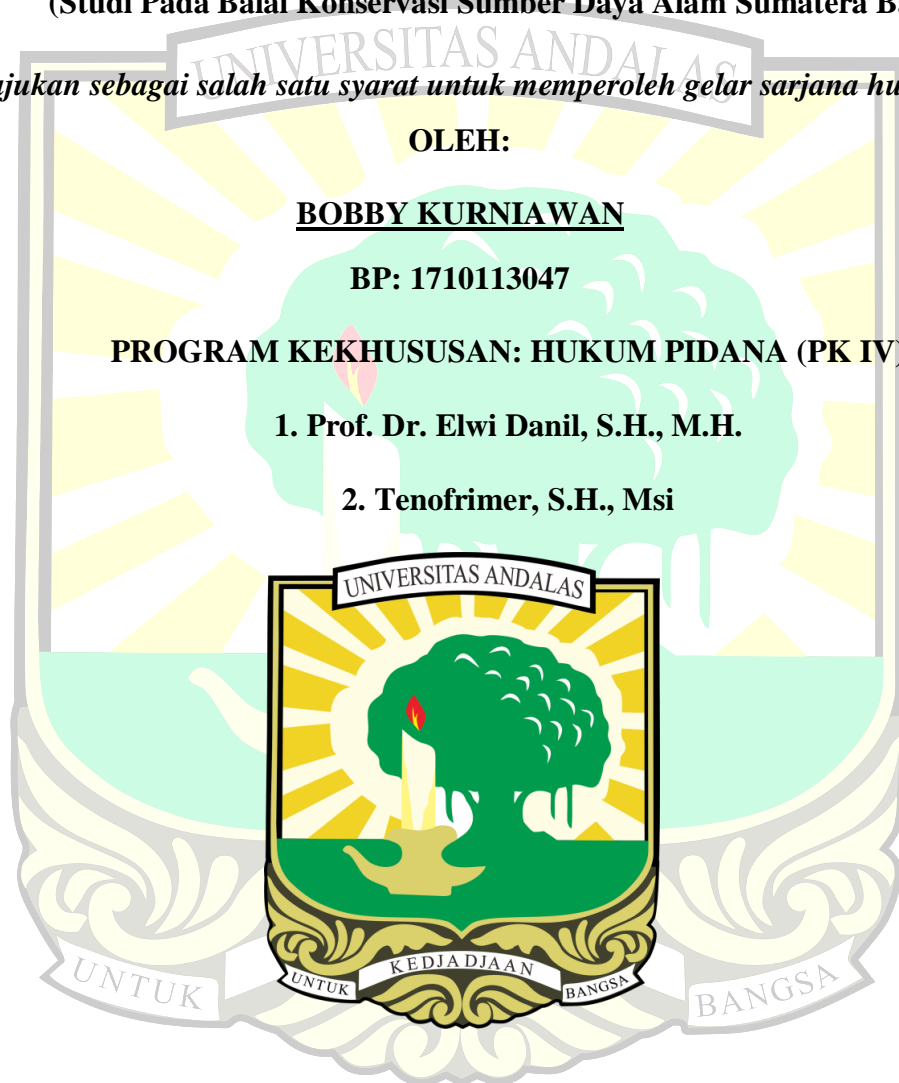 (Studi Pada Balai Konservasi Sumber Daya Alam Sumatera
UNIVERSITAS ANDALAS
sebagai salah satu syarat untuk memperoleh gelar sarjana
OLEH:
BOBBY KURNIAWAN
BP: 1710113047
PROGRAM KEKHUSUSAN: HUKUM PIDANA (PK IV)
1. Prof. Dr. Elwi Danil, S.H., M.H.
2. Tenofrimer, S.H., Msi
UNIVERSITAS ANDALAS
UNTUK KEDJADJAAN BANGSA
UNTUK BANGSA